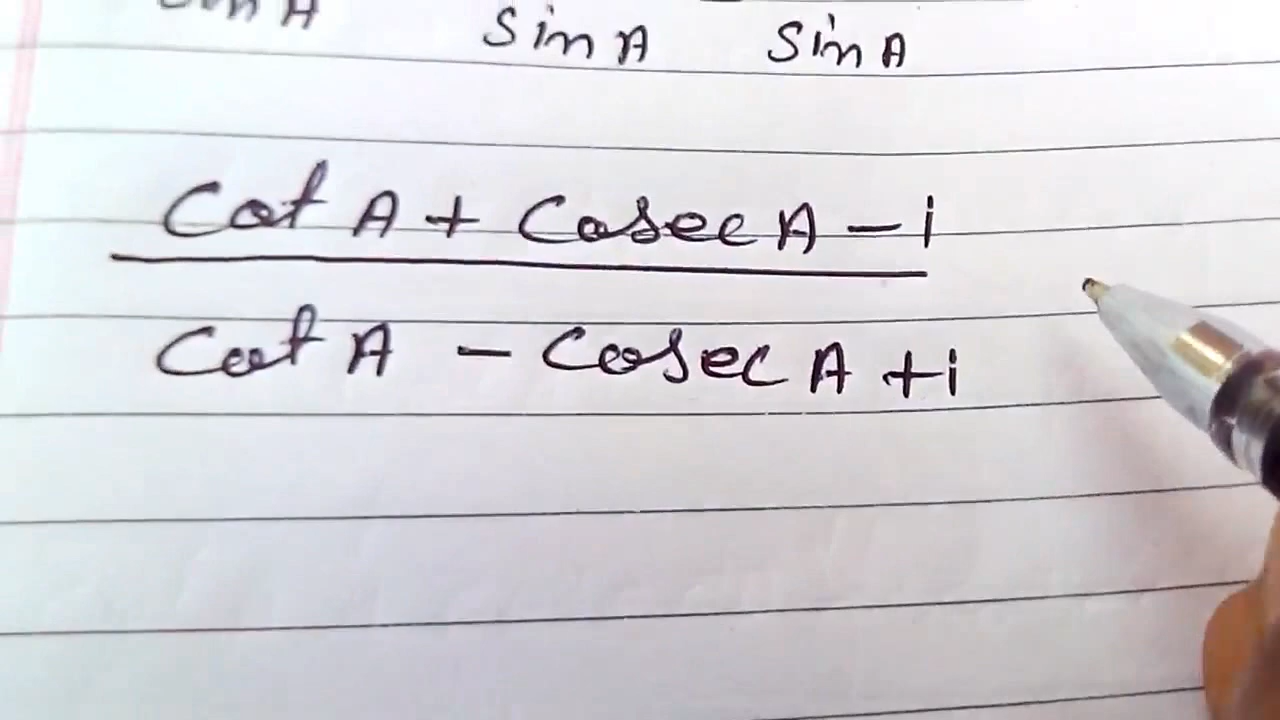 A Sin A Sin A
Cot A + Cosec A - 1
Cot A - Cosec A + 1